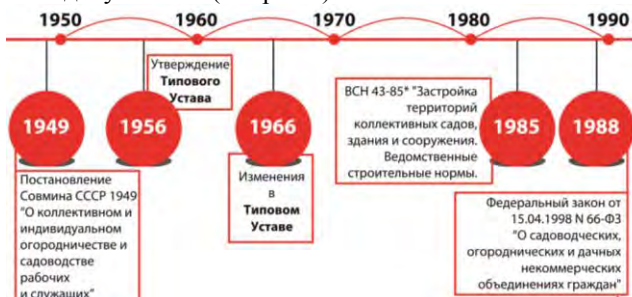 1950 1960 1970 1980 1990
Утверждение
Типового
Устава
ВСН 43-85* "Застройка
территорий
коллективных садов,
здания и сооружения.
Ведомственные
строительные нормы.
1949 1956 1966 1985 1988
Постановление
Совмина СССР 1949
"О коллективном и
индивидуальном
огородничестве и
садоводстве
рабочих
и служащих"
Изменения
в
Типовом
Уставе
Федеральный закон от
15.04.1998 N 66-ФЗ
"О садоводческих,
огороднических и дачных
некоммерческих
объединениях граждан"